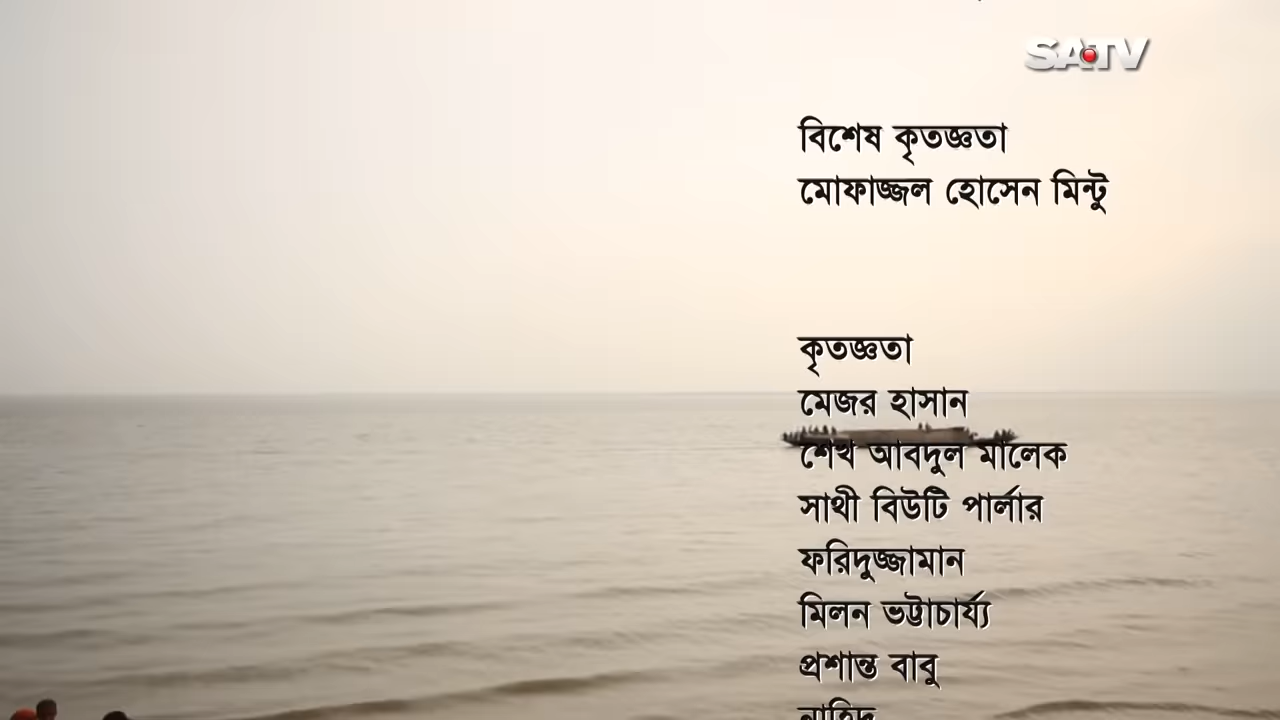 SATV
বিশেষ কৃতজ্ঞতা
মোফাজ্জল হোসেন মিন্টু
কৃতজ্ঞতা
মেজর হাসান
শেখ আবদুল মালেক
সাথী বিউটি পার্লার
ফরিদুজ্জামান
মিলন ভট্টাচার্য্য
প্রশান্ত বাবু
নাহিদ